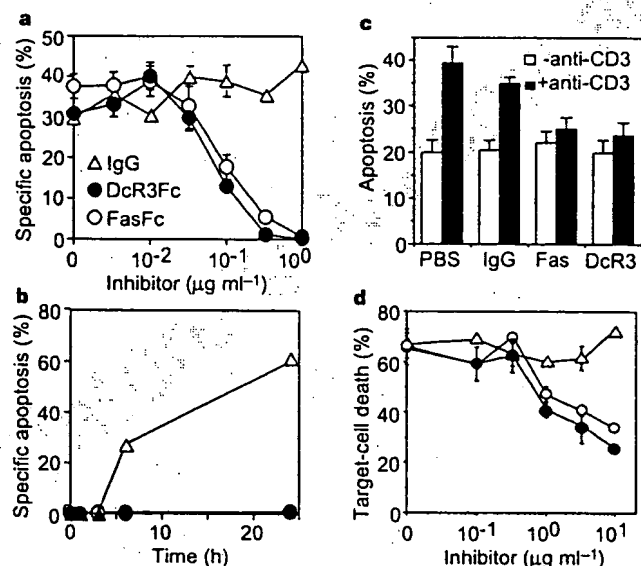 a
Specific apoptosis (%)
50
40
30
20
10
0
△ IgG
● DcR3Fc
○ FasFc
0 10⁻² 10⁻¹ 10⁰
Inhibitor (μg ml⁻¹)
b
Specific apoptosis (%)
80
60
40
20
0
0 10 20
Time (h)
c
Apoptosis (%)
40
30
20
10
0
-anti-CD3
+anti-CD3
PBS IgG Fas DcR3
d
Target-cell death (%)
80
60
40
20
0 10⁻¹ 10⁰ 10¹
Inhibitor (μg ml⁻¹)